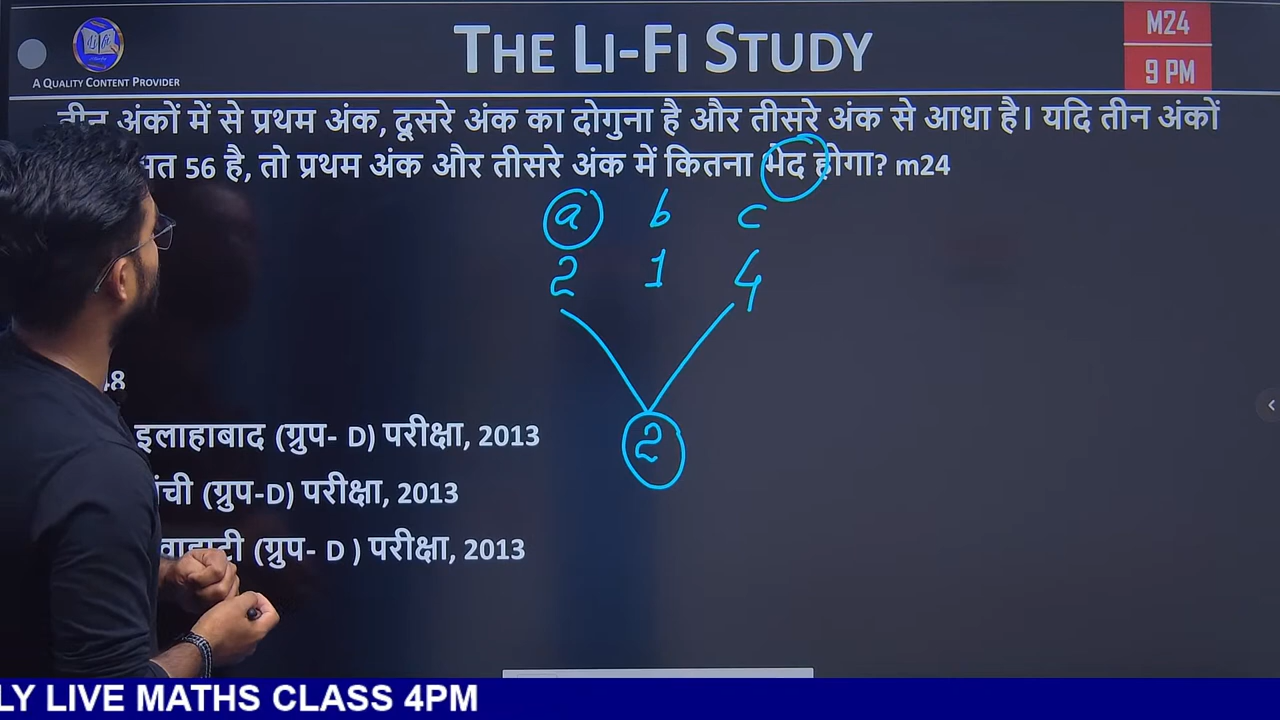 THE LI-FI STUDY
M24
9 PM
A QUALITY CONTENT PROVIDER
अंकों में से प्रथम अंक, दूसरे अंक का दोगुना है और तीसरे अंक से आधा है। यदि तीन अंकों
56 है, तो प्रथम अंक और तीसरे अंक में कितना भेद होगा? m24
a b c
2 1 4
2
48
इलाहाबाद (ग्रुप- D) परीक्षा, 2013
(ग्रुप-D) परीक्षा, 2013
(ग्रुप- D ) परीक्षा, 2013
LY LIVE MATHS CLASS 4PM